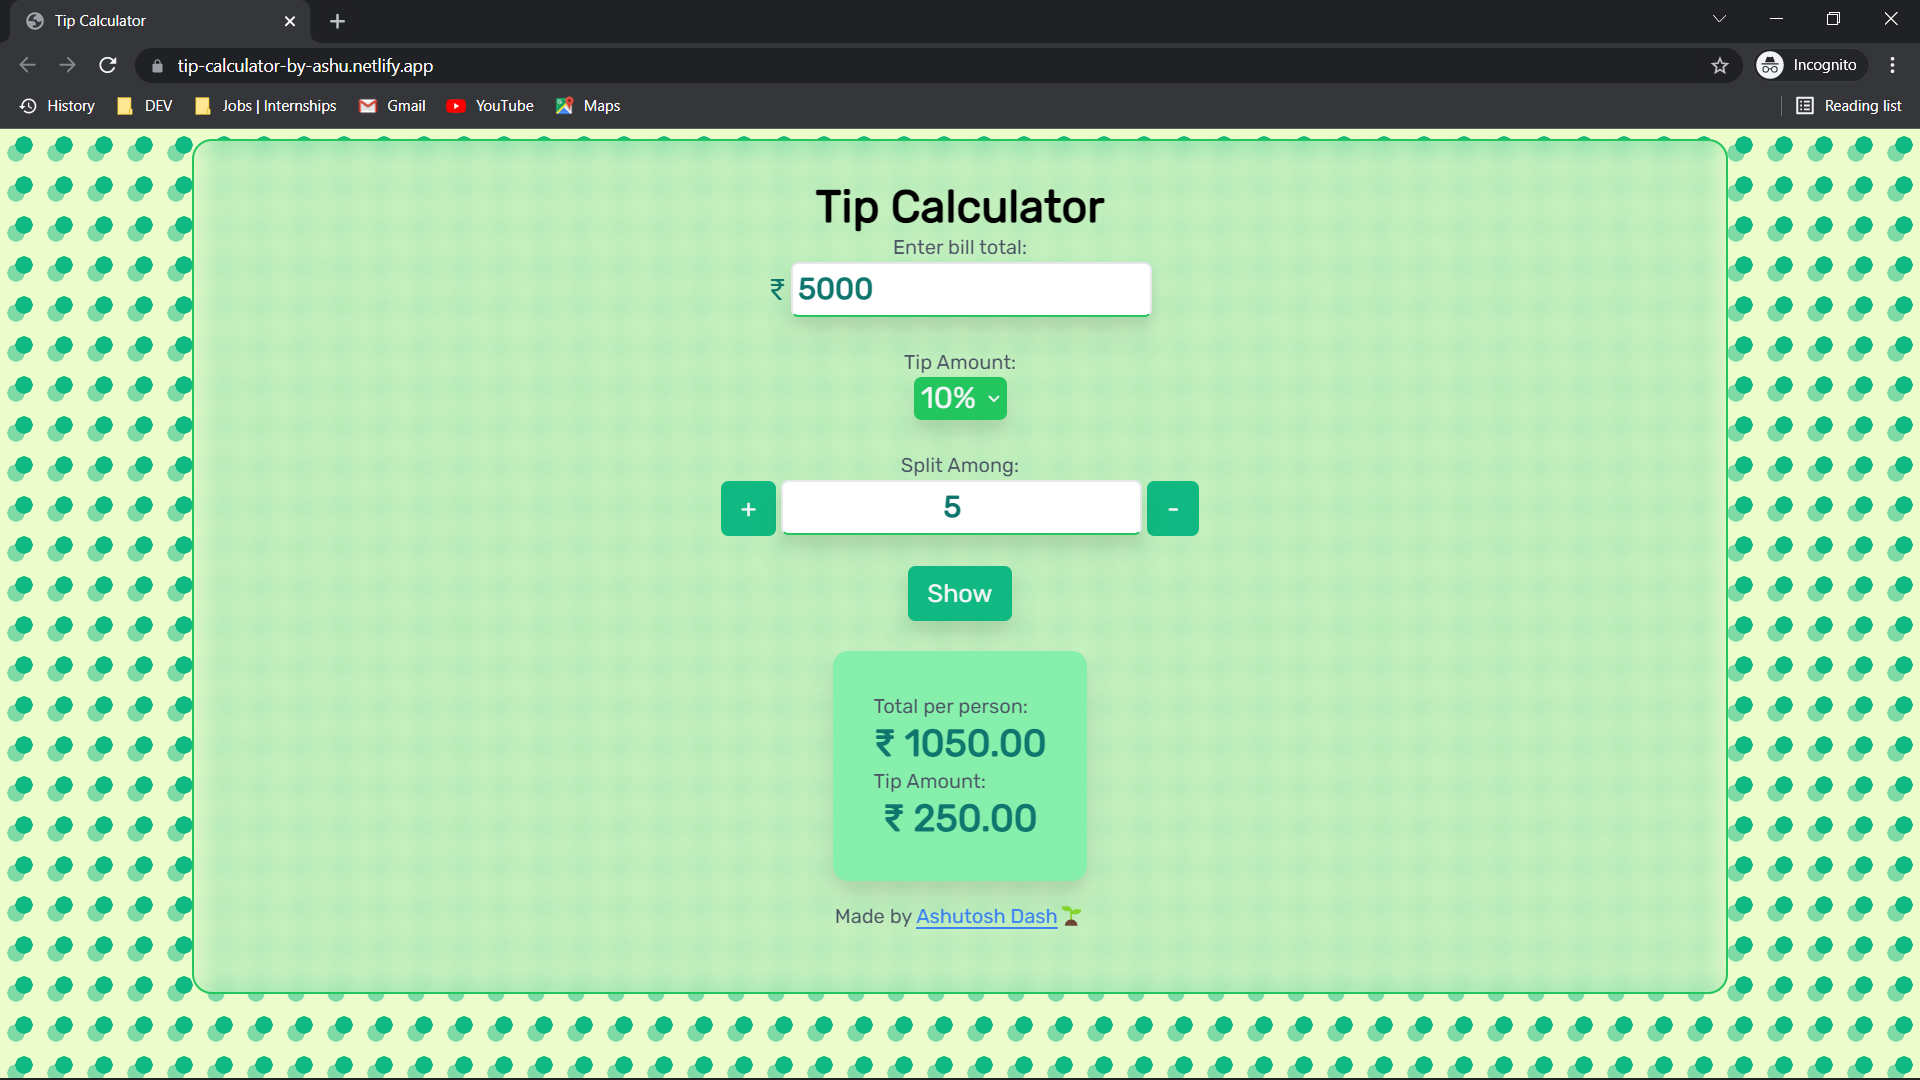 Tip Calculator
tip-calculator-by-ashu.netlify.app
Incognito
History DEV Jobs | Internships Gmail YouTube Maps Reading list
Tip Calculator
Enter bill total:
₹ 5000
Tip Amount:
10%
Split Among:
+ 5 -
Show
Total per person:
₹ 1050.00
Tip Amount:
₹ 250.00
Made by Ashutosh Dash